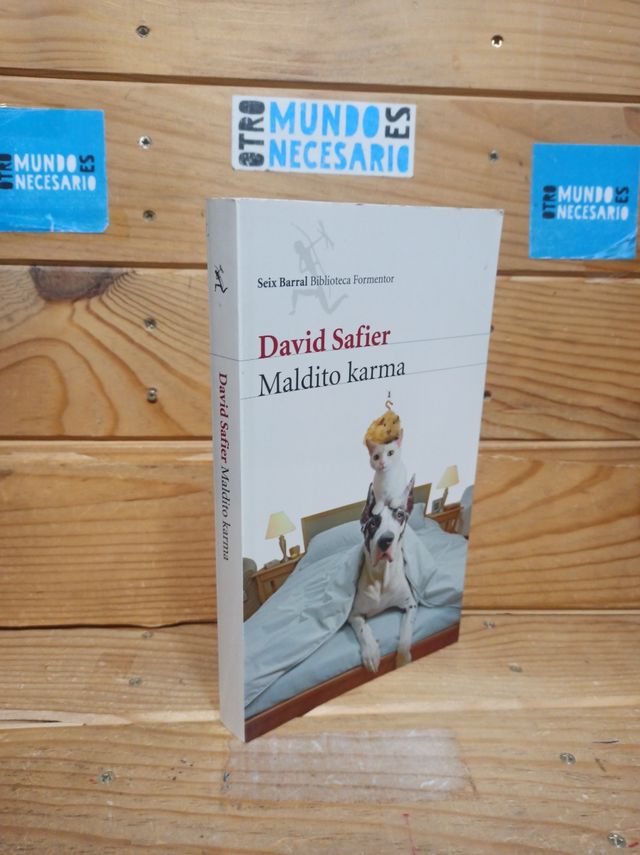 OTRO MUNDO ES NECESARIO
OTRO MUNDO ES NECESARIO
OTRO MUNDO ES NECESARIO
Seix Barral Biblioteca Formentor
David Safier
Maldito karma
David Safier Maldito karma